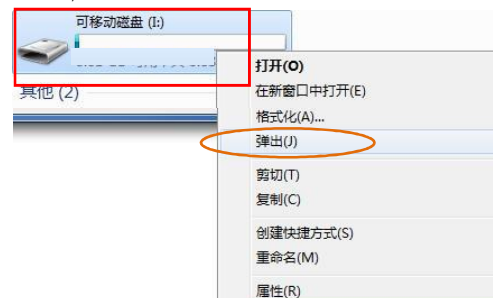 可移动磁盘 (I:)
其他 (2)
打开(O)
在新窗口中打开(E)
格式化(A)...
弹出(J)
剪切(T)
复制(C)
创建快捷方式(S)
重命名(M)
属性(R)